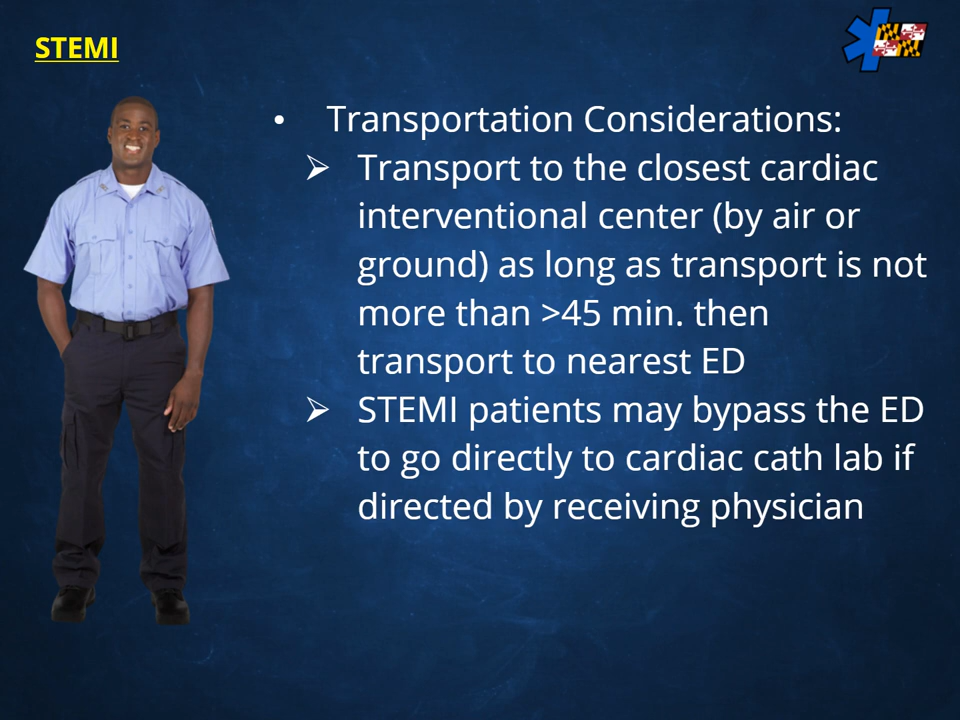 STEMI
• Transportation Considerations:
➢ Transport to the closest cardiac
interventional center (by air or
ground) as long as transport is not
more than >45 min. then
transport to nearest ED
➢ STEMI patients may bypass the ED
to go directly to cardiac cath lab if
directed by receiving physician